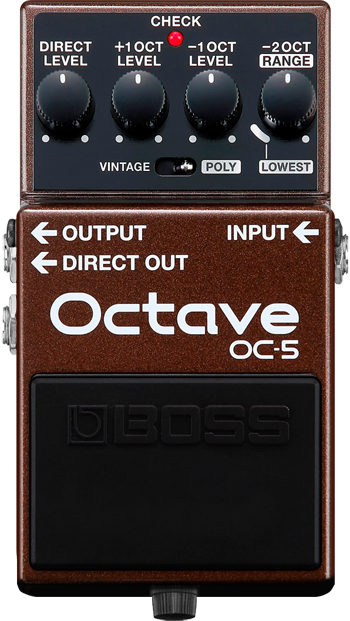 CHECK
DIRECT LEVEL
+1 OCT LEVEL
−1 OCT LEVEL
−2 OCT RANGE
VINTAGE POLY LOWEST
← OUTPUT INPUT ←
← DIRECT OUT
Octave
OC-5
BOSS